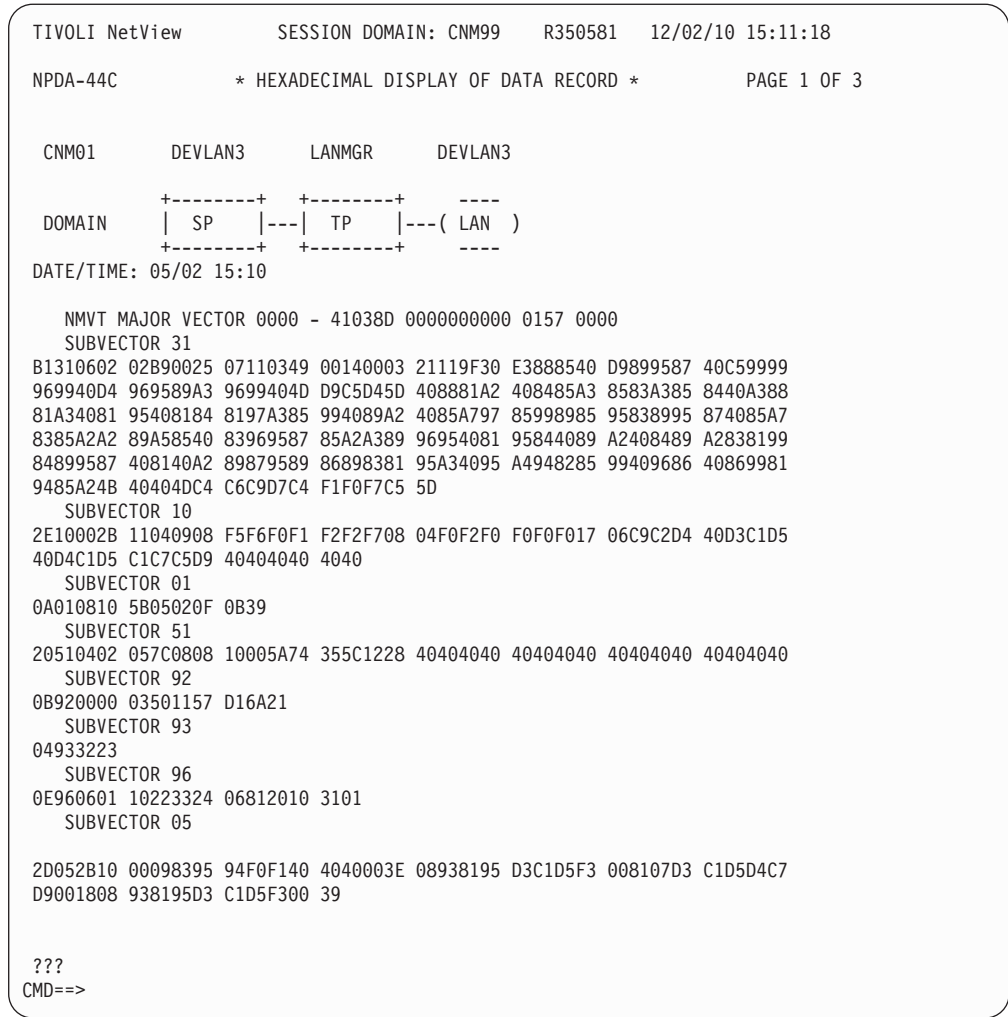 TIVOLI NetView SESSION DOMAIN: CNM99 R350581 12/02/10 15:11:18
NPDA-44C * HEXADECIMAL DISPLAY OF DATA RECORD * PAGE 1 OF 3
CNM01 DEVLAN3 LANMGR DEVLAN3
+--------+ +--------+ ----
DOMAIN | SP |---| TP |---( LAN )
+--------+ +--------+ ----
DATE/TIME: 05/02 15:10
NMVT MAJOR VECTOR 0000 - 41038D 0000000000 0157 0000
SUBVECTOR 31
B1310602 02B90025 07110349 00140003 21119F30 E3888540 D9899587 40C59999
969940D4 969589A3 9699404D D9C5D45D 408881A2 408485A3 8583A385 8440A388
81A34081 95408184 8197A385 994089A2 4085A797 85998985 95838995 874085A7
8385A2A2 89A58540 83969587 85A2A389 96954081 95844089 A2408489 A2838199
84899587 408140A2 89879589 86898381 95A34095 A4948285 99409686 40869981
9485A24B 40404DC4 C6C9D7C4 F1F0F7C5 5D
SUBVECTOR 10
2E10002B 11040908 F5F6F0F1 F2F2F708 04F0F2F0 F0F0F017 06C9C2D4 40D3C1D5
40D4C1D5 C1C7C5D9 40404040 4040
SUBVECTOR 01
0A010810 5B05020F 0B39
SUBVECTOR 51
20510402 057C0808 10005A74 355C1228 40404040 40404040 40404040 40404040
SUBVECTOR 92
0B920000 03501157 D16A21
SUBVECTOR 93
04933223
SUBVECTOR 96
0E960601 10223324 06812010 3101
SUBVECTOR 05
2D052B10 00098395 94F0F140 4040003E 08938195 D3C1D5F3 008107D3 C1D5D4C7
D9001808 938195D3 C1D5F300 39
???
CMD==>